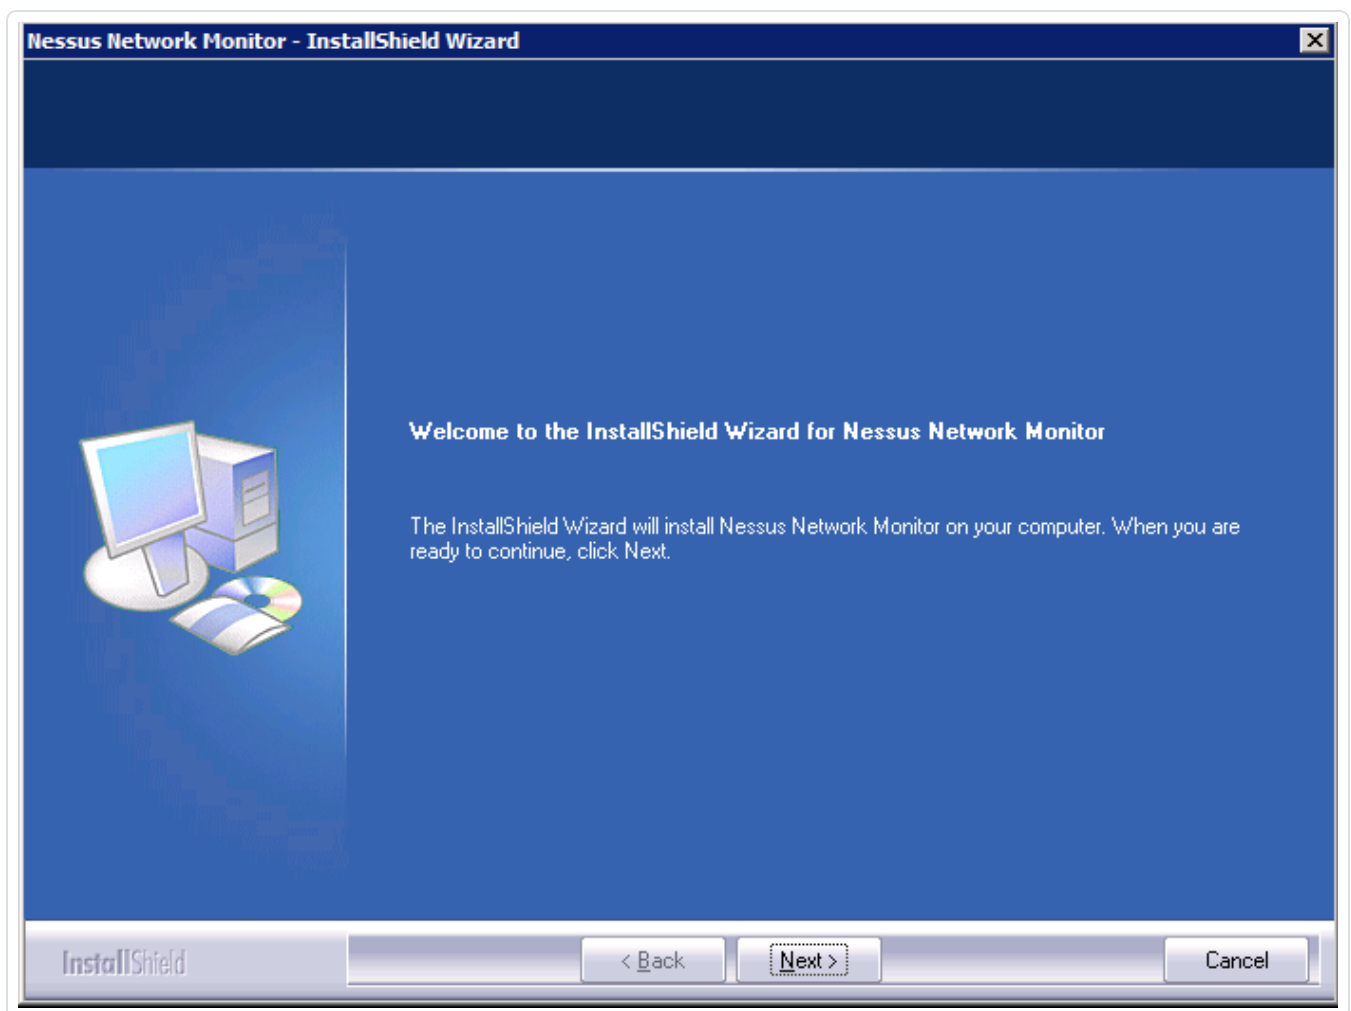 Nessus Network Monitor - InstallShield Wizard
Welcome to the InstallShield Wizard for Nessus Network Monitor
The InstallShield Wizard will install Nessus Network Monitor on your computer. When you are
ready to continue, click Next.
InstallShield
< Back
Next >
Cancel